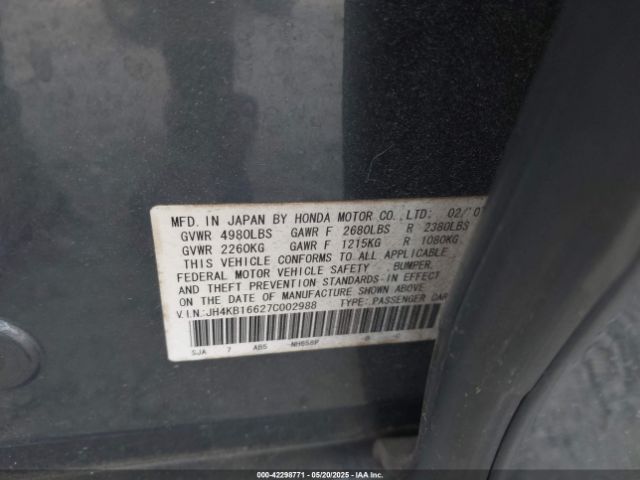 MFD. IN JAPAN BY HONDA MOTOR CO.,LTD: 02/'0
GVWR 4980LBS GAWR F 2680LBS R 2380LBS
GVWR 2260KG GAWR F 1215KG R 1080KG
THIS VEHICLE CONFORMS TO ALL APPLICABLE
FEDERAL MOTOR VEHICLE SAFETY BUMPER,
AND THEFT PREVENTION STANDARDS IN EFFECT
ON THE DATE OF MANUFACTURE SHOWN ABOVE
V.I.N.:JH4KB16627C002988 TYPE: PASSENGER CAR
SJA 7 ABS NH658P -B -C
000-42298771 - 05/20/2025 - IAA